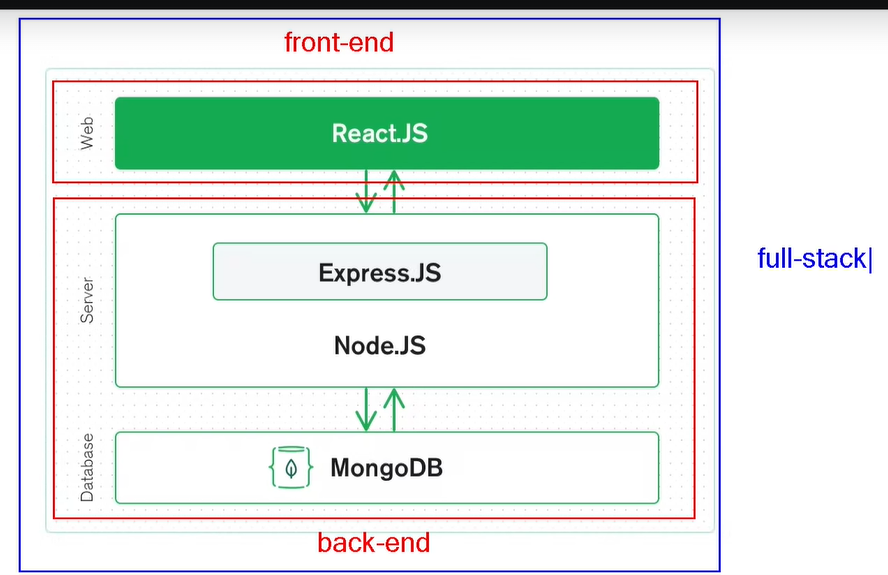 front-end
Web
React.JS
full-stack
Server
Express.JS
Node.JS
Database
MongoDB
back-end